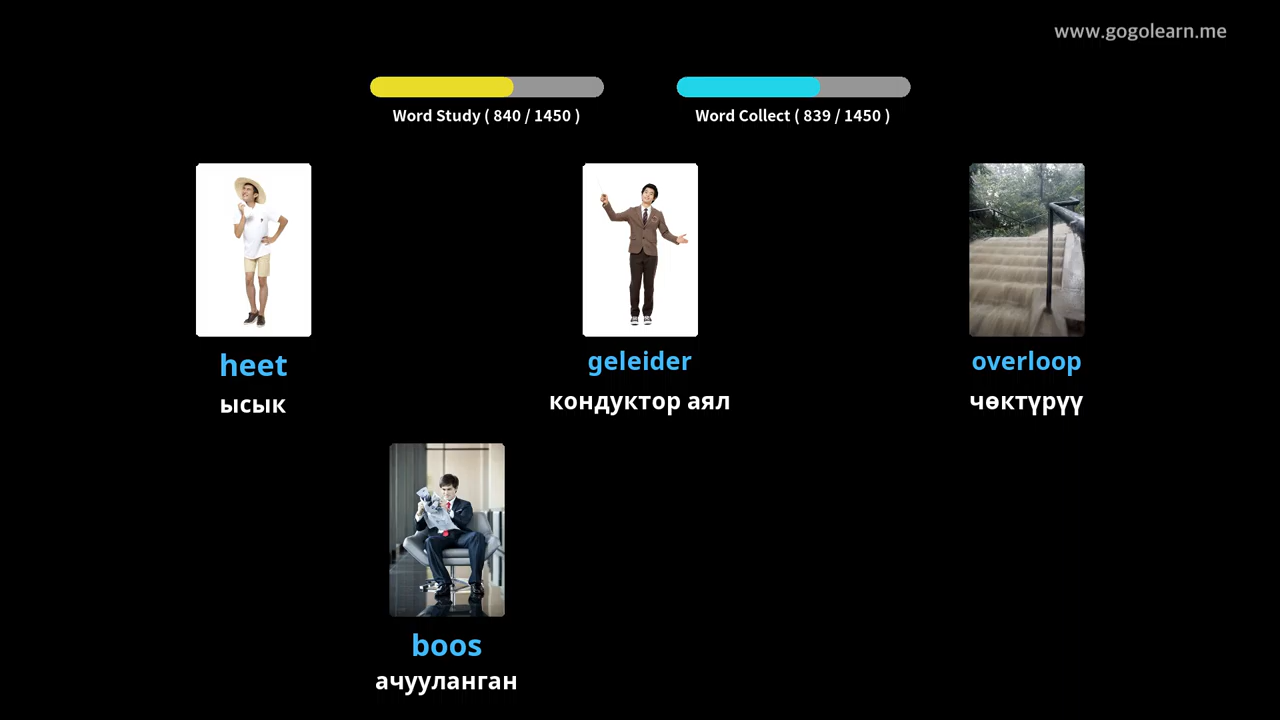 www.gogolearn.me
Word Study ( 840 / 1450 )
Word Collect ( 839 / 1450 )
heet
geleider
overloop
ысык
кондуктор аял
чөктүрүү
boos
ачууланган